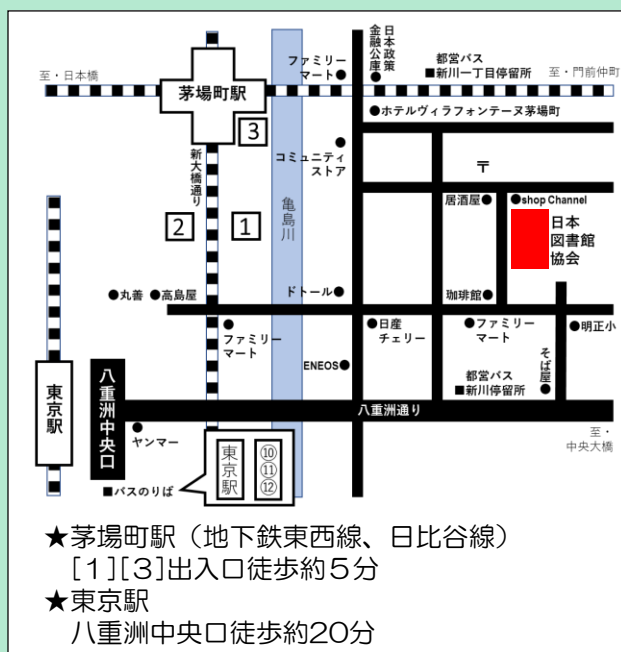 ファミリー
マート●
日本政策
金融公庫
●
都営バス
■新川一丁目停留所
至・日本橋
至・門前仲町
茅場町駅
●ホテルヴィラフォンテーヌ茅場町
3
新大橋通り
●
コミュニティ
ストア
〒
居酒屋●
●shop Channel
亀島川
2
1
日本
図書館
協会
●丸善
●高島屋
ドトール●
珈琲館●
●
ファミリー
マート
●日産
チェリー
●ファミリー
マート
●明正小
ENEOS●
都営バス
■新川停留所
そば屋●
東京駅
八重洲中央口
八重洲通り
●
ヤンマー
至・
中央大橋
東京駅
⑩
⑪
⑫
■バスのりば
★茅場町駅（地下鉄東西線、日比谷線）
[1][3]出入口徒歩約5分
★東京駅
八重洲中央口徒歩約20分